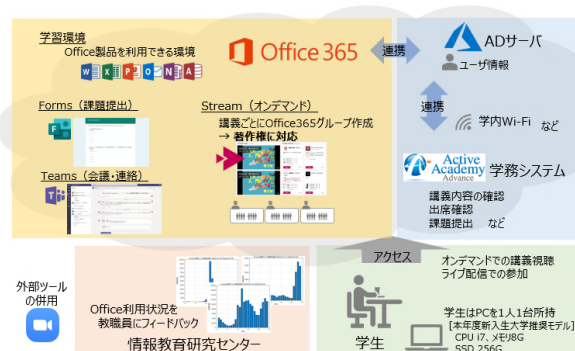 学習環境
Office製品を利用できる環境
Office 365
連携
ADサーバ
ユーザ情報
連携
学内Wi-Fi など
Forms（課題提出）
Stream（オンデマンド）
講義ごとにOffice365グループ作成
→ 著作権に対応
Teams（会議・連絡）
Active
Academy
Advance
学務システム
講義内容の確認
出席確認
課題提出 など
外部ツール
の併用
Office利用状況を
教職員にフィードバック
情報教育研究センター
アクセス
オンデマンドでの講義視聴
ライブ配信での参加
学生
学生はPCを1人1台所持
[本年度新入生大学推奨モデル]
CPU i7、メモリ8G
SSD 256G